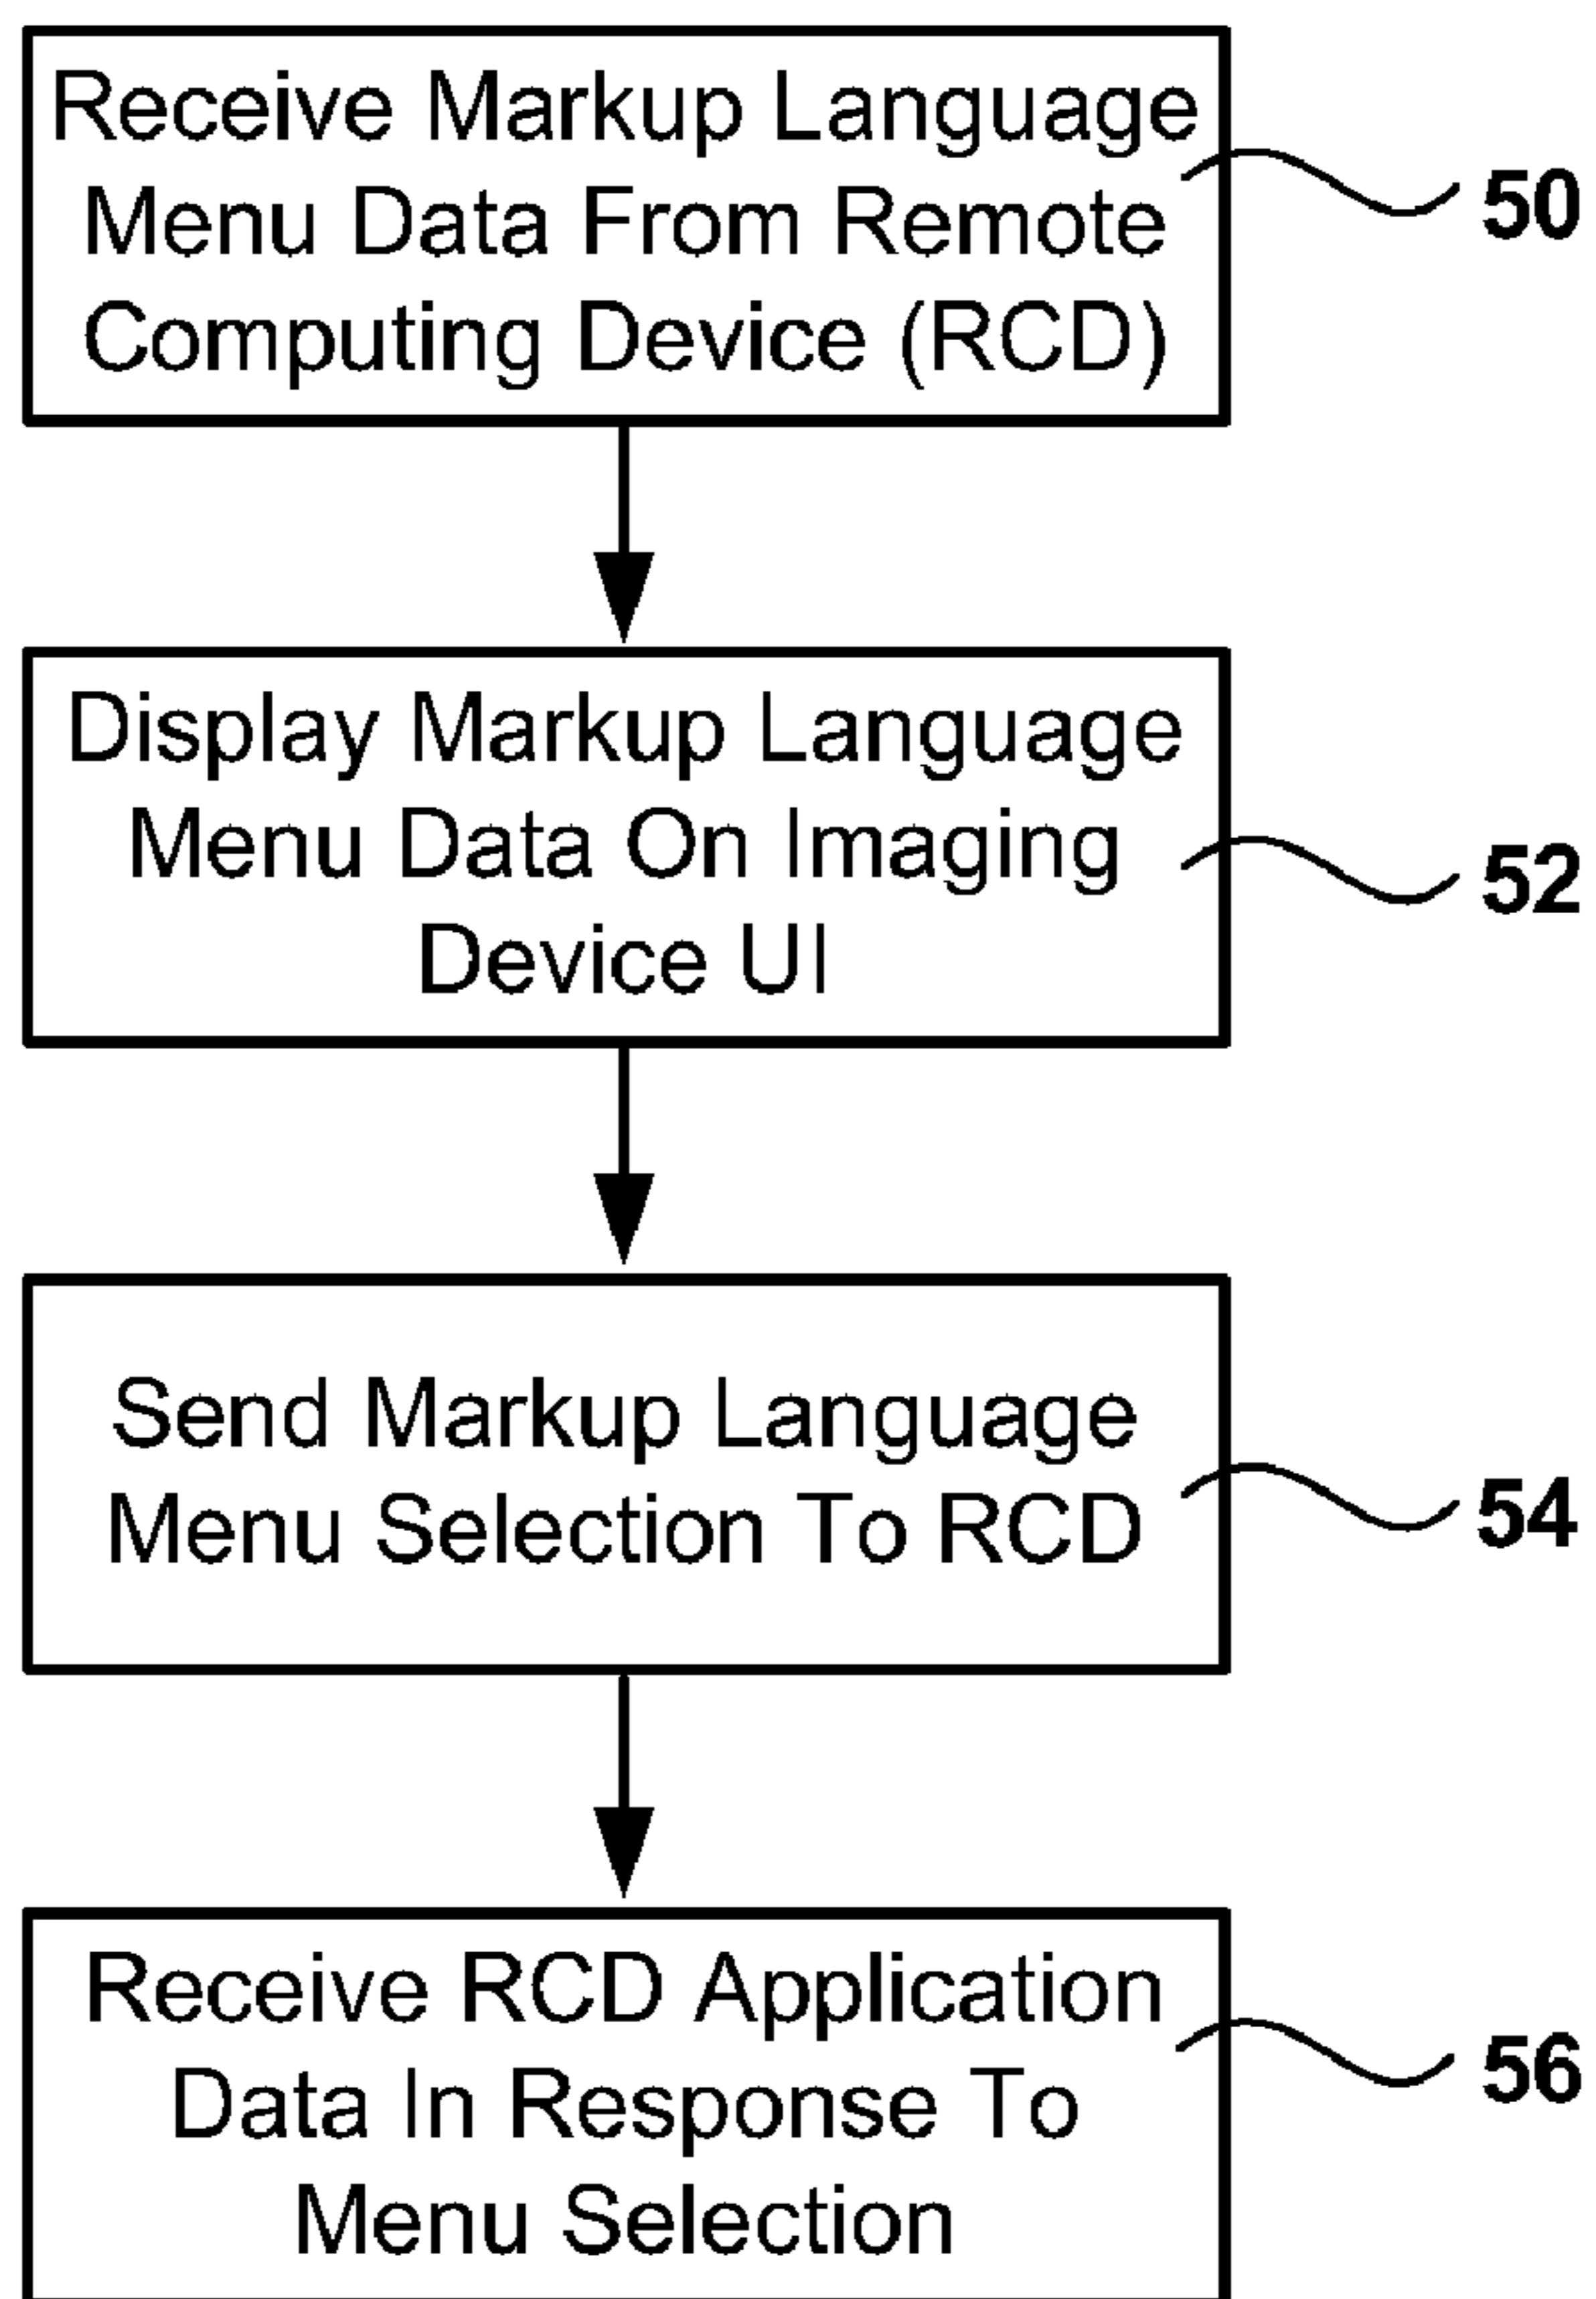 Receive Markup Language
Menu Data From Remote
Computing Device (RCD)
50
Display Markup Language
Menu Data On Imaging
Device UI
52
Send Markup Language
Menu Selection To RCD
54
Receive RCD Application
Data In Response To
Menu Selection
56